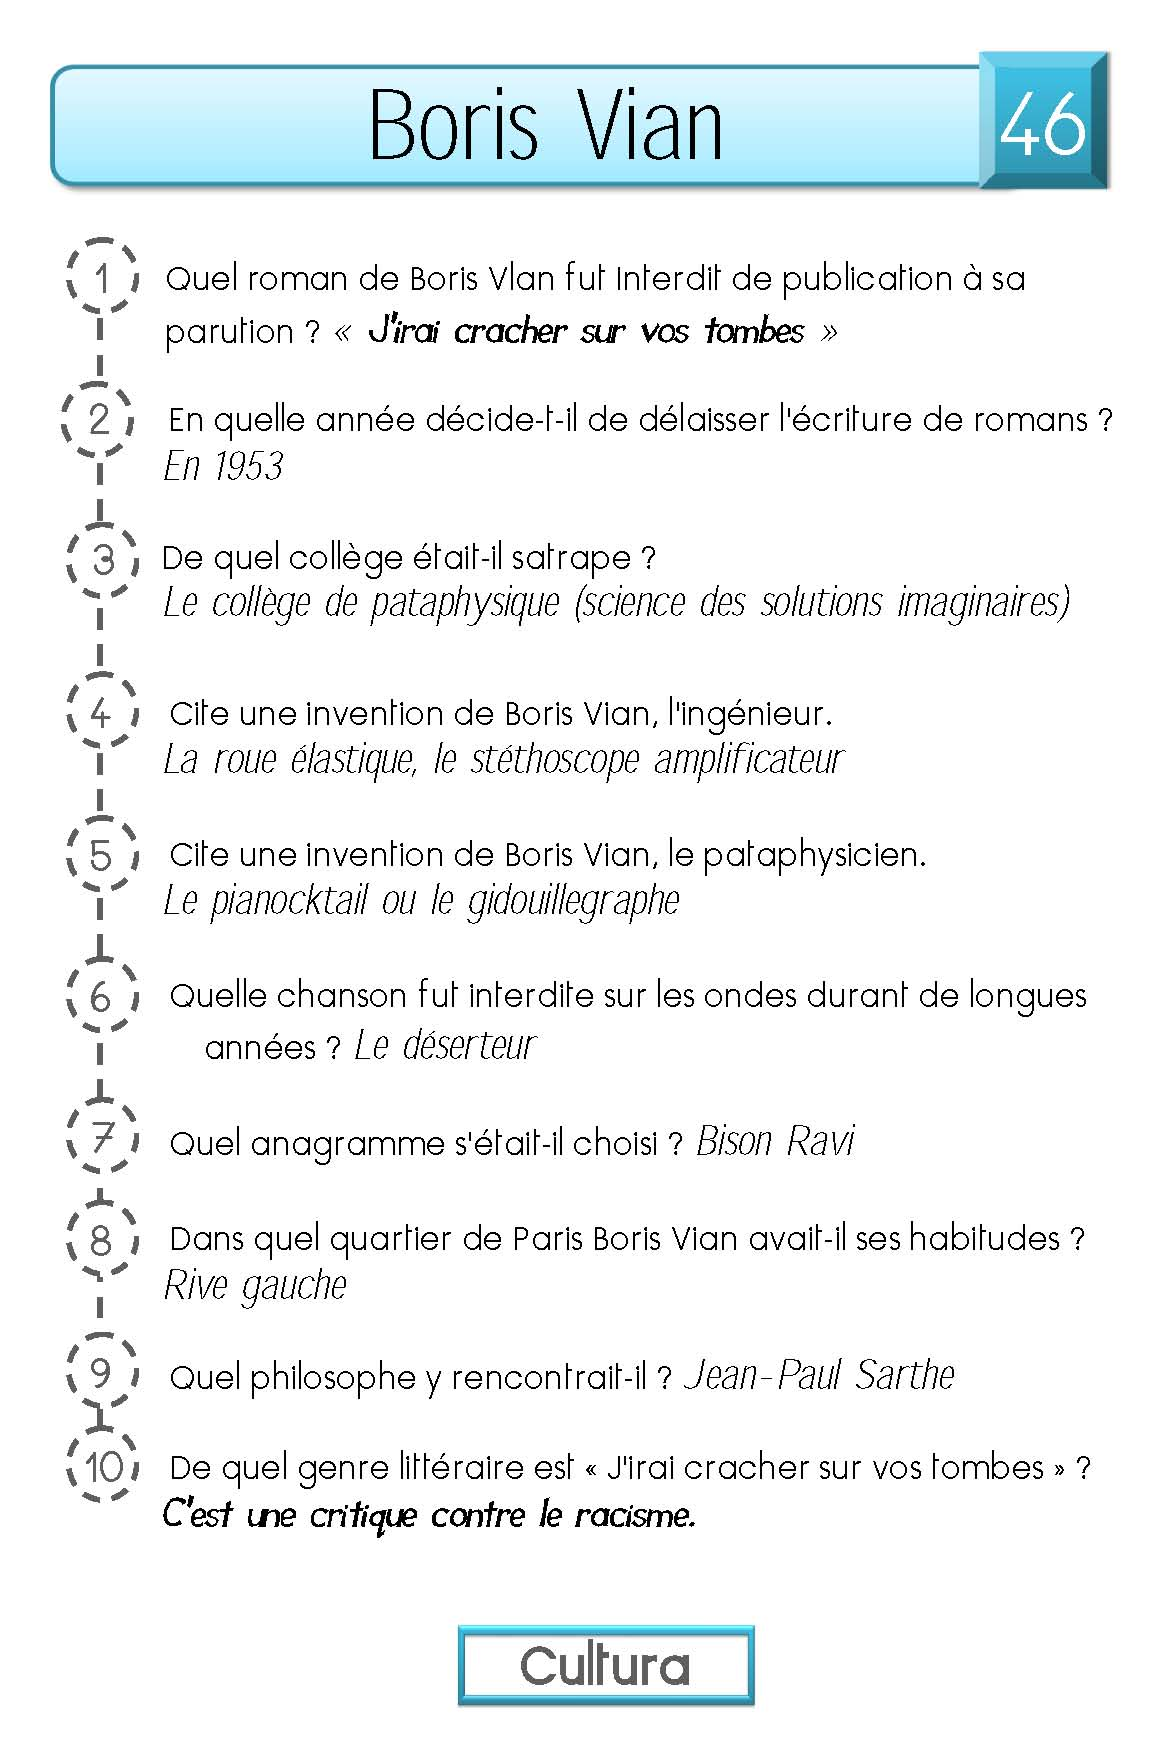 Boris Vian
46
1 Quel roman de Boris VIan fut Interdit de publication à sa
parution ? « J'irai cracher sur vos tombes »
2 En quelle année décide-t-il de délaisser l'écriture de romans ?
En 1953
3 De quel collège était-il satrape ?
Le collège de pataphysique (science des solutions imaginaires)
4 Cite une invention de Boris Vian, l'ingénieur.
La roue élastique, le stéthoscope amplificateur
5 Cite une invention de Boris Vian, le pataphysicien.
Le pianocktail ou le gidouillegraphe
6 Quelle chanson fut interdite sur les ondes durant de longues
années ? Le déserteur
7 Quel anagramme s'était-il choisi ? Bison Ravi
8 Dans quel quartier de Paris Boris Vian avait-il ses habitudes ?
Rive gauche
9 Quel philosophe y rencontrait-il ? Jean-Paul Sarthe
10 De quel genre littéraire est « J'irai cracher sur vos tombes » ?
C'est une critique contre le racisme.
Cultura